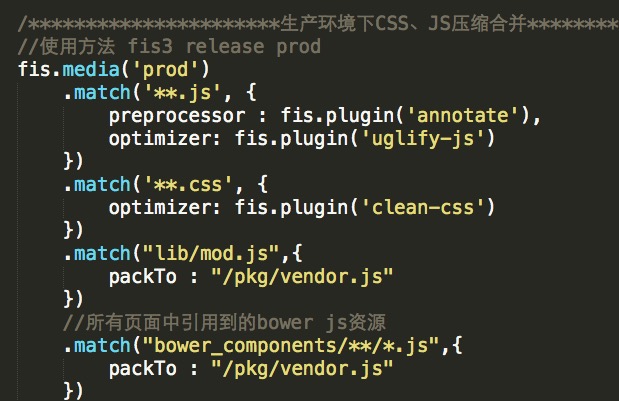 /**********************生产环境下CSS、JS压缩合并********
//使用方法 fis3 release prod
fis.media('prod')
    .match('**.js', {
        preprocessor : fis.plugin('annotate'),
        optimizer: fis.plugin('uglify-js')
    })
    .match('**.css', {
        optimizer: fis.plugin('clean-css')
    })
    .match("lib/mod.js",{
        packTo : "/pkg/vendor.js"
    })
    //所有页面中引用到的bower js资源
    .match("bower_components/**/*.js",{
        packTo : "/pkg/vendor.js"
    })